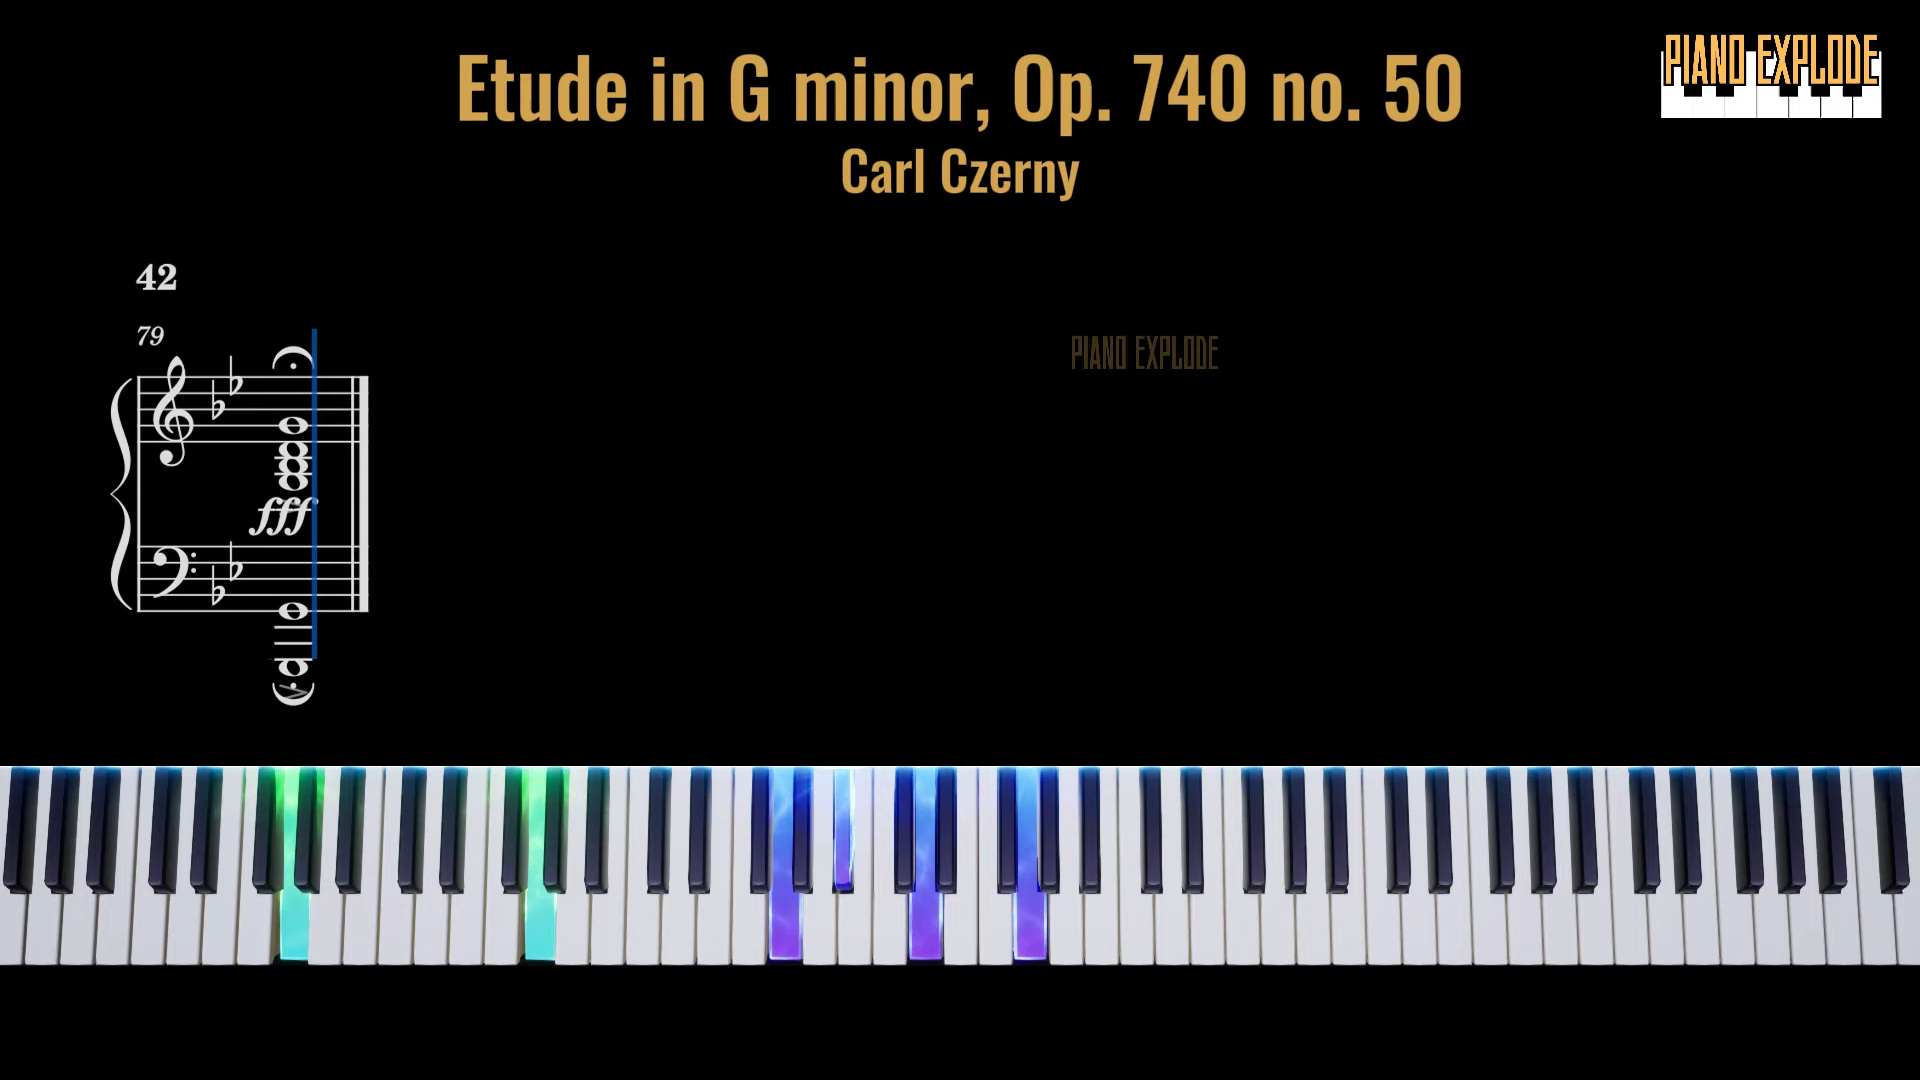 Etude in G minor, Op. 740 no. 50
PIANO EXPLODE
Carl Czerny
42
79
PIANO EXPLODE
fff